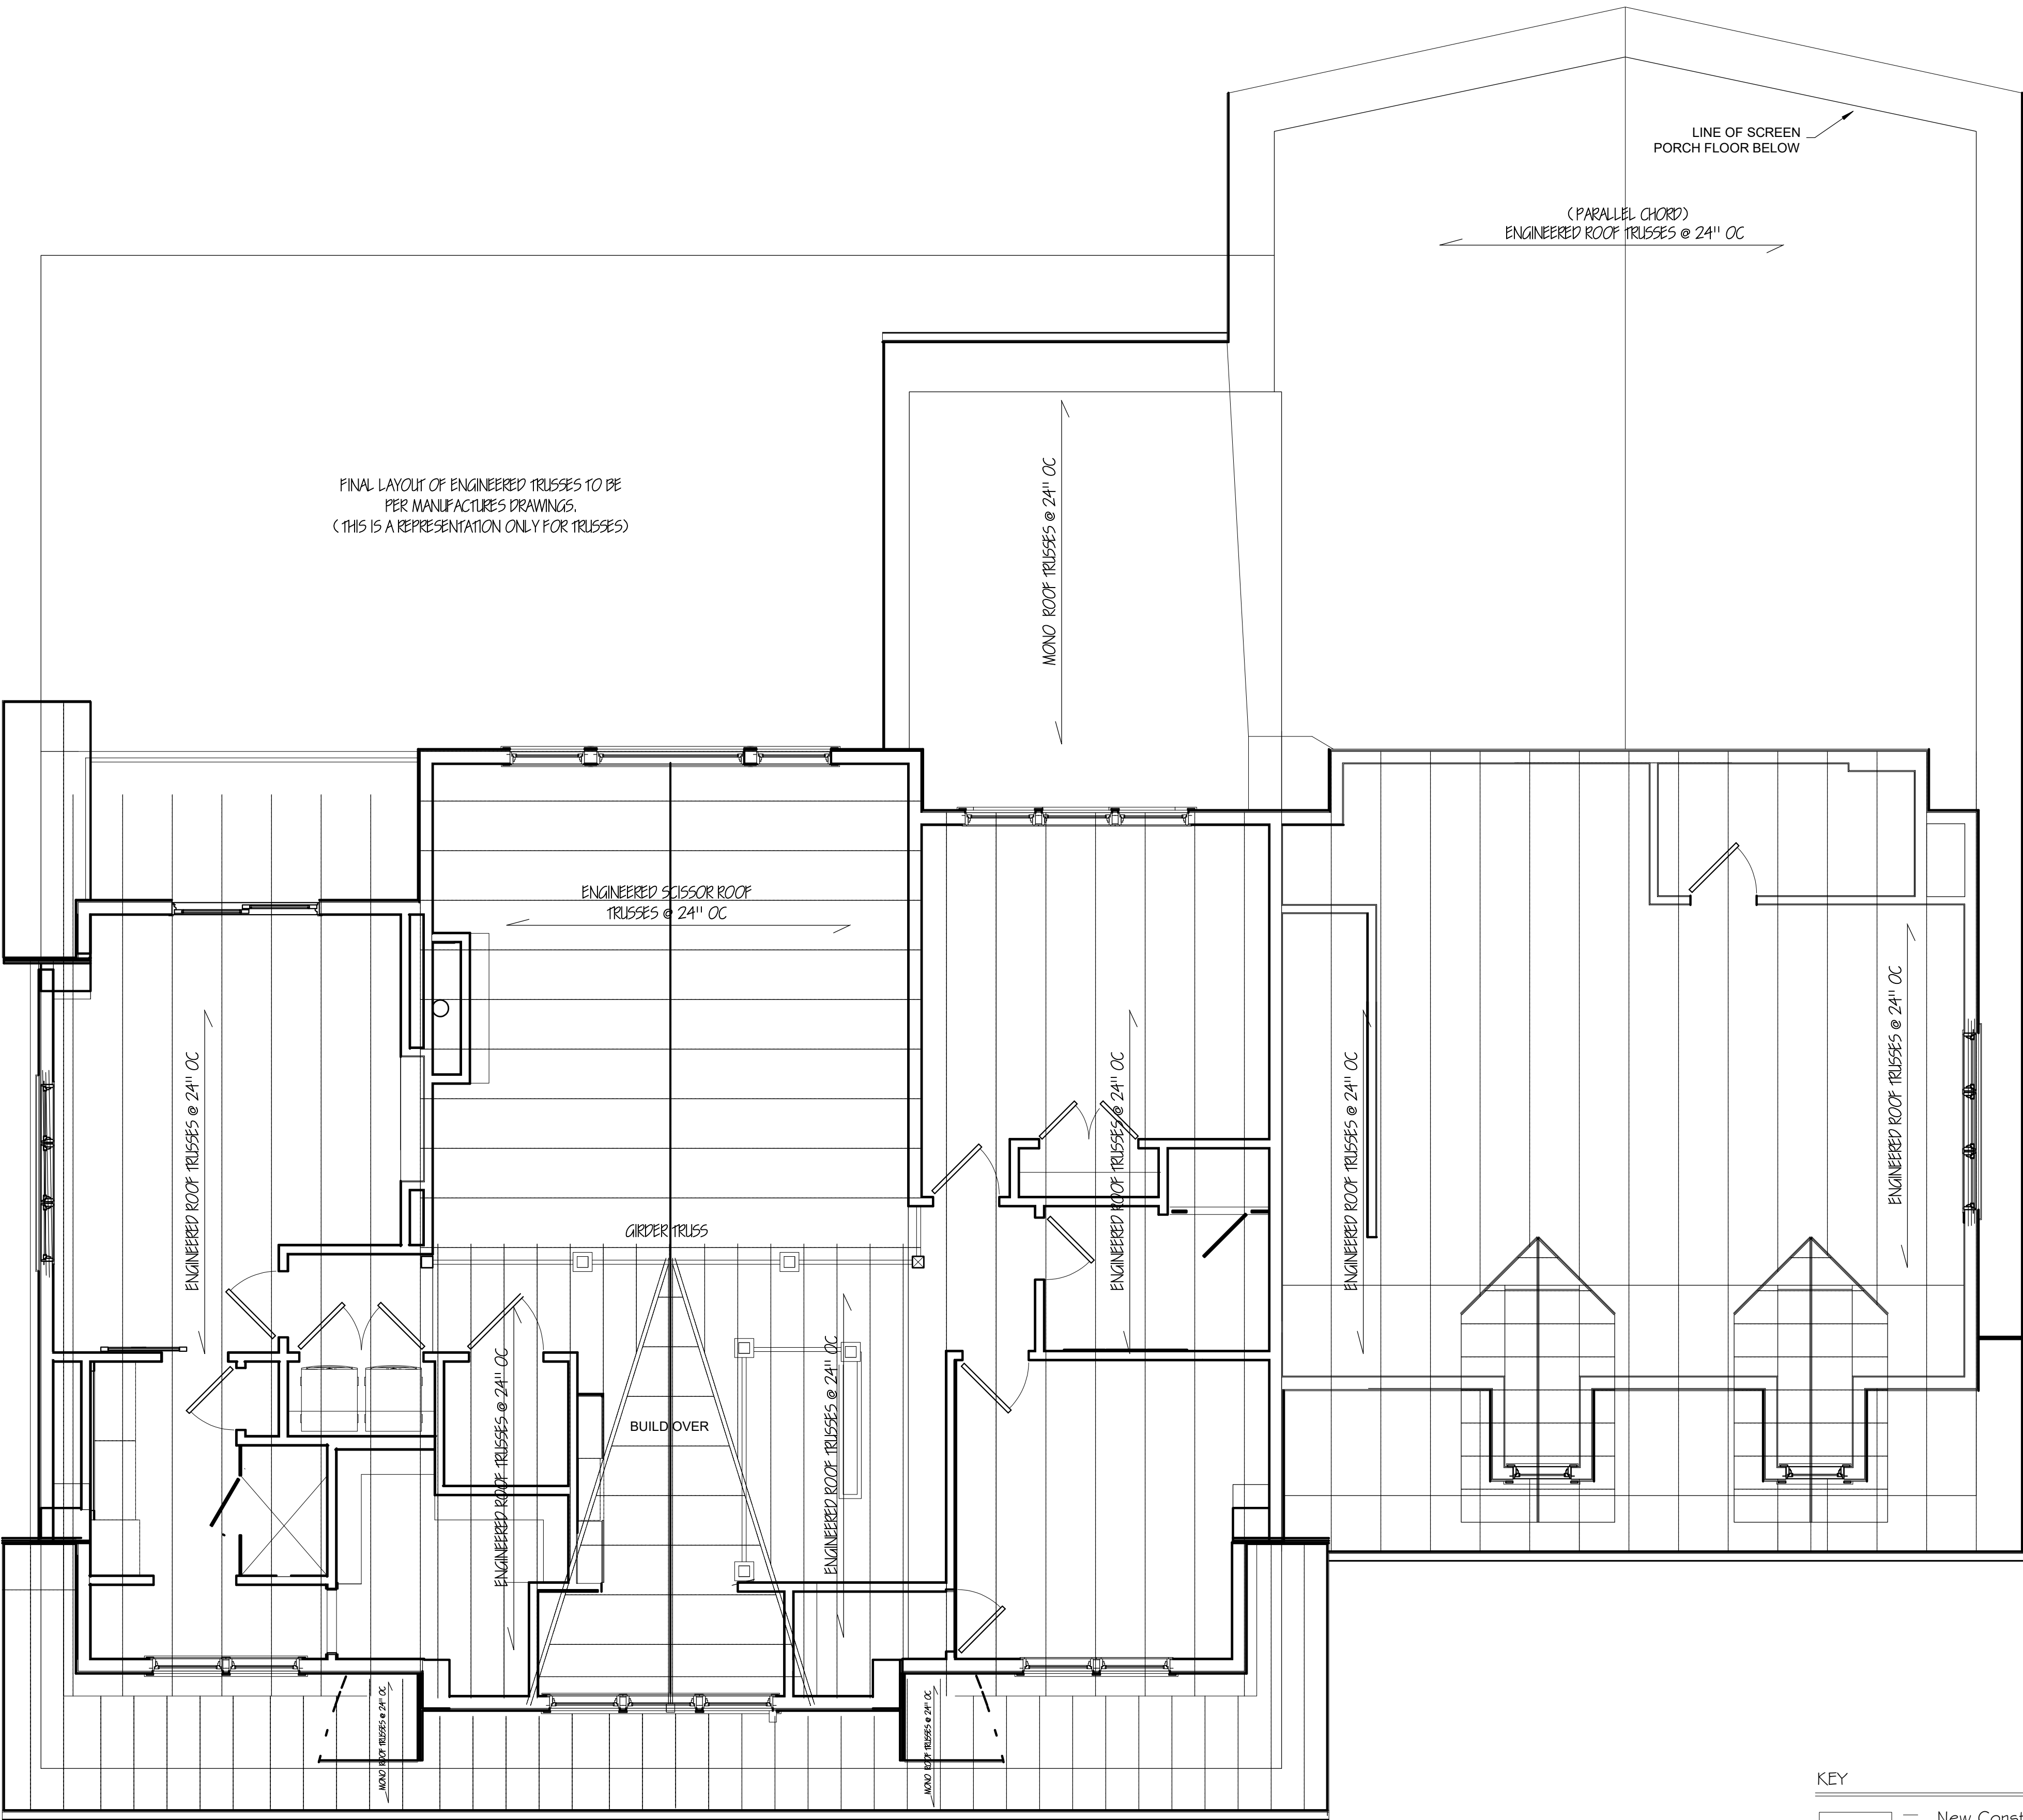 LINE OF SCREEN
PORCH FLOOR BELOW
( PARALLEL CHORD)
ENGINEERED ROOF TRUSSES @ 24" OC
MONO ROOF TRUSSES @ 24" OC
FINAL LAYOUT OF ENGINEERED TRUSSES TO BE
PER MANUFACTURES DRAWINGS.
( THIS IS A REPRESENTATION ONLY FOR TRUSSES)
ENGINEERED SCISSOR ROOF
TRUSSES @ 24" OC
ENGINEERED ROOF TRUSSES @ 24" OC
ENGINEERED ROOF TRUSSES @ 24" OC
ENGINEERED ROOF TRUSSES @ 24" OC
ENGINEERED ROOF TRUSSES @ 24" OC
GIRDER TRUSS
ENGINEERED ROOF TRUSSES @ 24" OC
BUILD OVER
ENGINEERED ROOF TRUSSES @ 24" OC
MONO ROOF TRUSSES @ 24" OC
MONO ROOF TRUSSES @ 24" OC
KEY
New Const